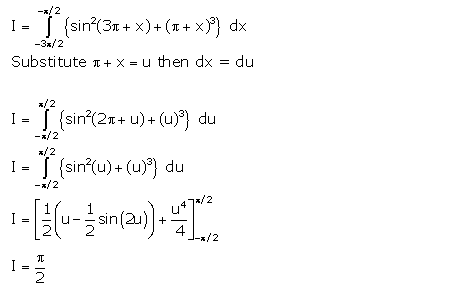 I = ∫_{-3π/2}^{-π/2} {sin²(3π + x) + (π + x)³} dx
Substitute π + x = u then dx = du
I = ∫_{-π/2}^{π/2} {sin²(2π + u) + (u)³} du
I = ∫_{-π/2}^{π/2} {sin²(u) + (u)³} du
I = [1/2 (u - 1/2 sin(2u)) + u⁴/4]_{-π/2}^{π/2}
I = π/2